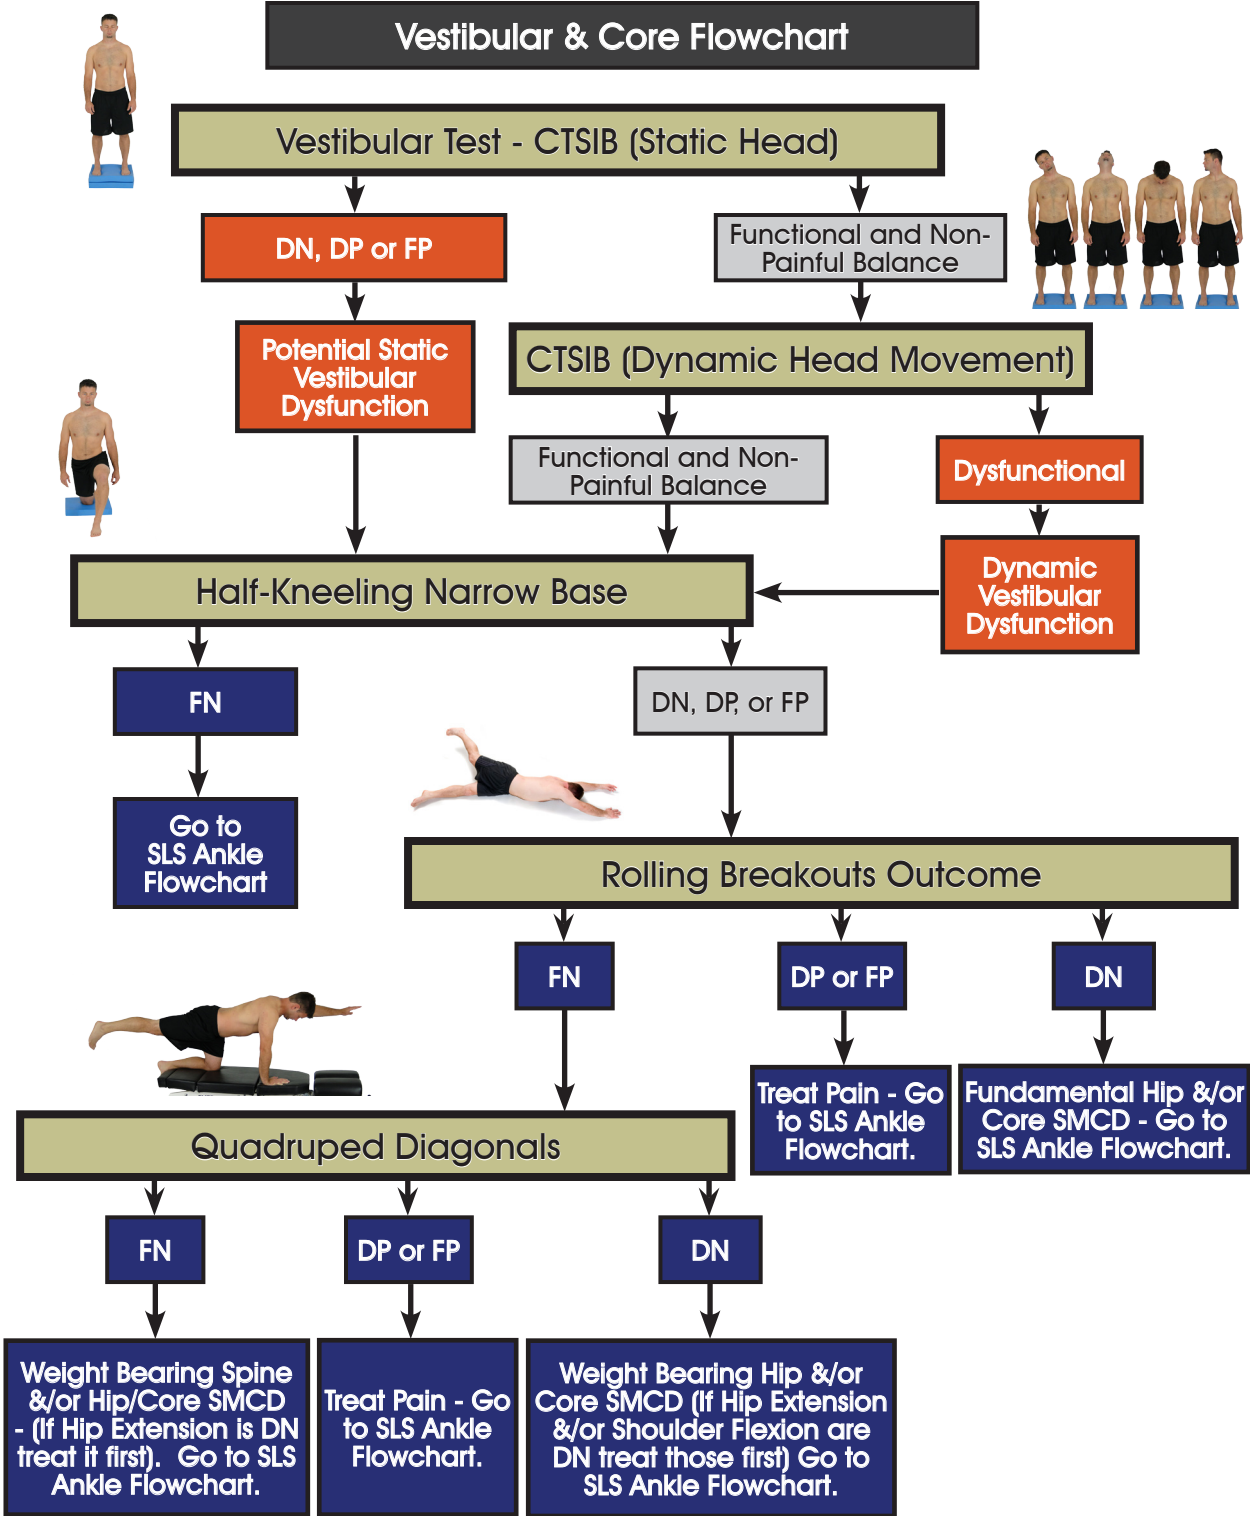 Vestibular & Core Flowchart
Vestibular Test - CTSIB (Static Head)
DN, DP or FP
Functional and Non-
Painful Balance
Potential Static
Vestibular
Dysfunction
CTSIB (Dynamic Head Movement)
Functional and Non-
Painful Balance
Dysfunctional
Dynamic
Vestibular
Dysfunction
Half-Kneeling Narrow Base
FN
DN, DP, or FP
Go to
SLS Ankle
Flowchart
Rolling Breakouts Outcome
FN
DP or FP
DN
Treat Pain - Go
to SLS Ankle
Flowchart.
Fundamental Hip &/or
Core SMCD - Go to
SLS Ankle Flowchart.
Quadruped Diagonals
FN
DP or FP
DN
Weight Bearing Spine
&/or Hip/Core SMCD
- (If Hip Extension is DN
treat it first).  Go to SLS
Ankle Flowchart.
Treat Pain - Go
to SLS Ankle
Flowchart.
Weight Bearing Hip &/or
Core SMCD (If Hip Extension
&/or Shoulder Flexion are
DN treat those first) Go to
SLS Ankle Flowchart.